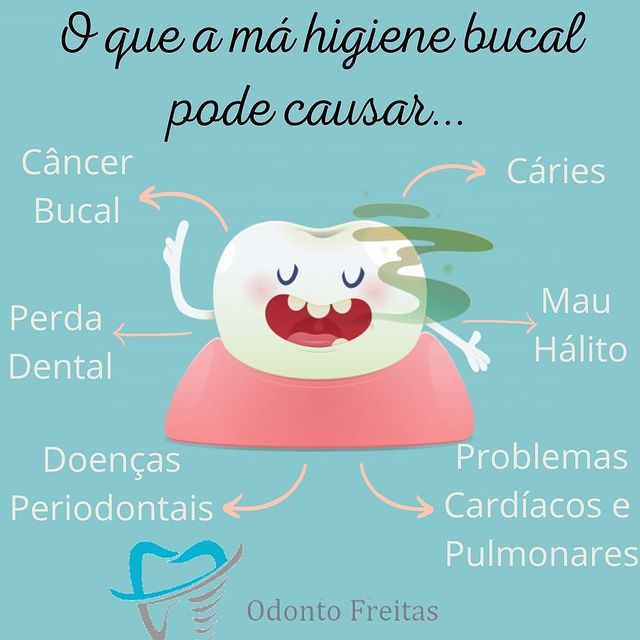 O que a má higiene bucal
pode causar...
Câncer
Bucal
Cáries
Perda
Dental
Mau
Hálito
Doenças
Periodontais
Problemas
Cardíacos e
Pulmonares
Odonto Freitas